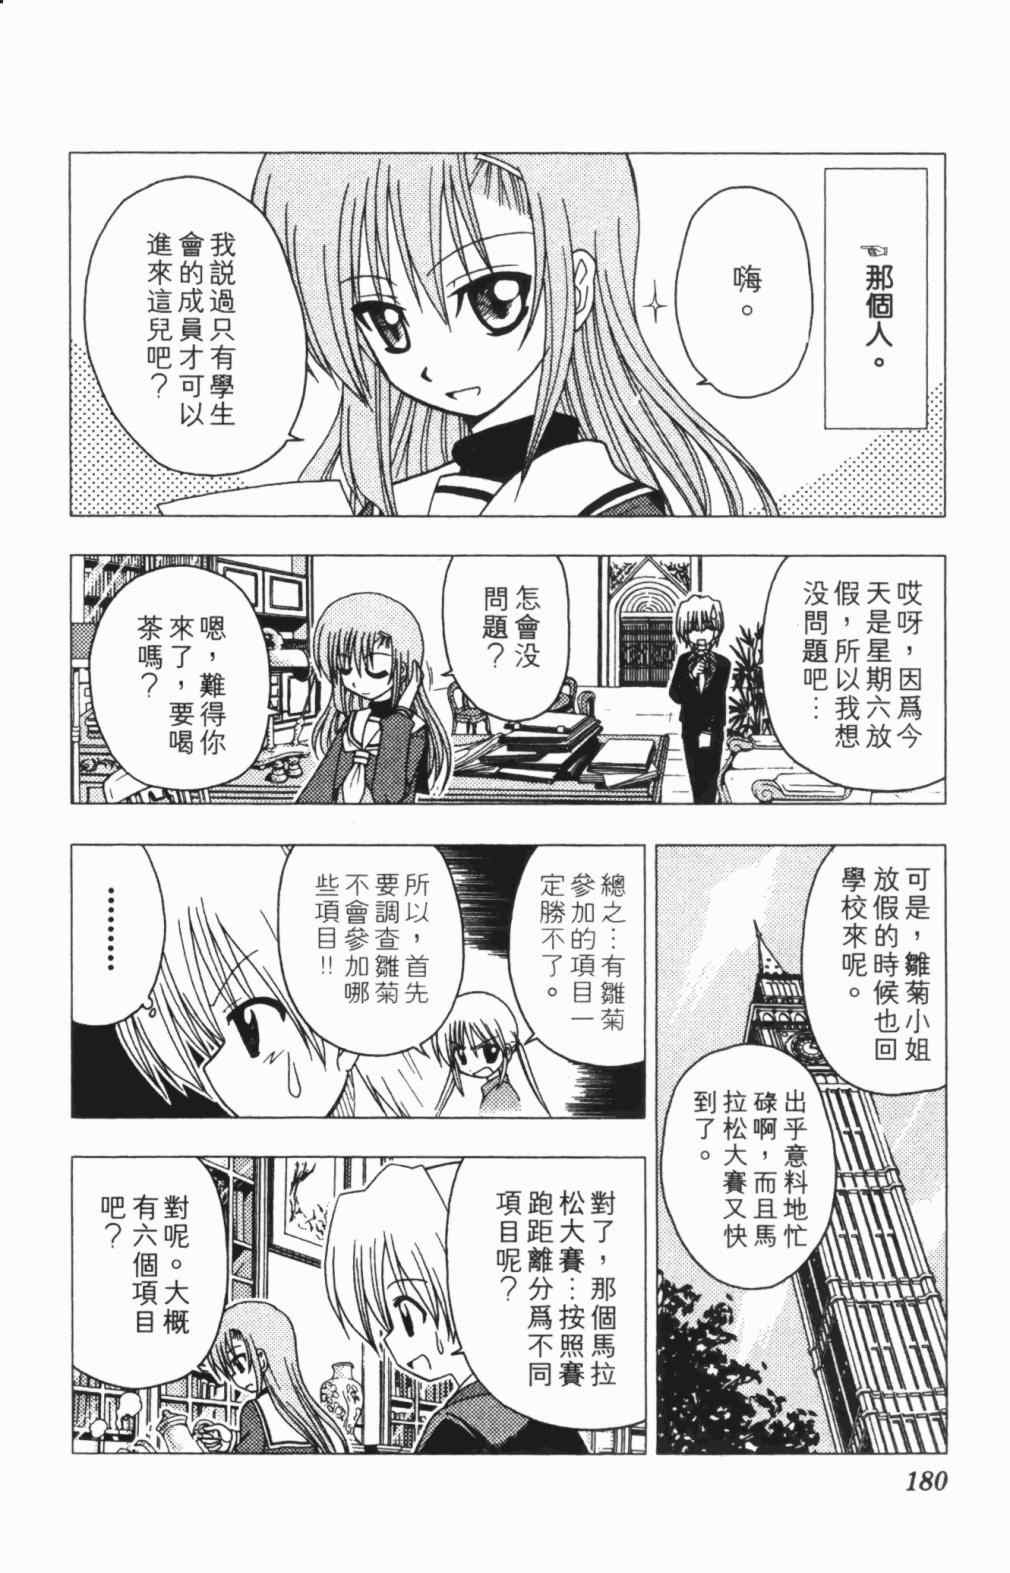 ☜那個人。
嗨。
我説過只有學生
會的成員才可以
進來這兒吧？
哎呀，因爲今
天是星期六放
假，所以我想
没問題吧…
怎會没
問題？
嗯，難得你
來了，要喝
茶嗎？
可是，雛菊小姐
放假的時候也回
學校來呢。
出乎意料地忙
碌啊，而且馬
拉松大賽又快
到了。
總之…有雛菊
參加的項目一
定勝不了。
所以，首先
要調查雛菊
不會參加哪
些項目!!
………
對了，那個馬拉
松大賽…按照賽
跑距離分爲不同
項目呢？
對呢。大概
有六個項目
吧？
180